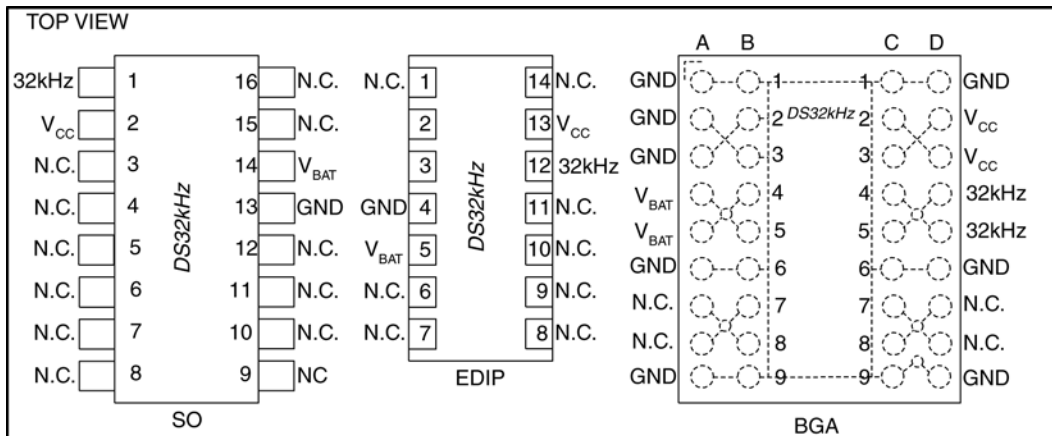 TOP VIEW
SO
32kHz 1 16 N.C.
V_CC 2 15 N.C.
N.C. 3 14 V_BAT
N.C. 4 13 GND
N.C. 5 12 N.C.
N.C. 6 11 N.C.
N.C. 7 10 N.C.
N.C. 8 9 NC
DS32kHz
N.C. 1 14 N.C.
2 13 V_CC
3 12 32kHz
GND 4 11 N.C.
V_BAT 5 10 N.C.
N.C. 6 9 N.C.
N.C. 7 8 N.C.
DS32kHz
EDIP
A B C D
GND 1 1 GND
GND 2 DS32kHz 2 V_CC
GND 3 3 V_CC
V_BAT 4 4 32kHz
V_BAT 5 5 32kHz
GND 6 6 GND
N.C. 7 7 N.C.
N.C. 8 8 N.C.
GND 9 9 GND
BGA